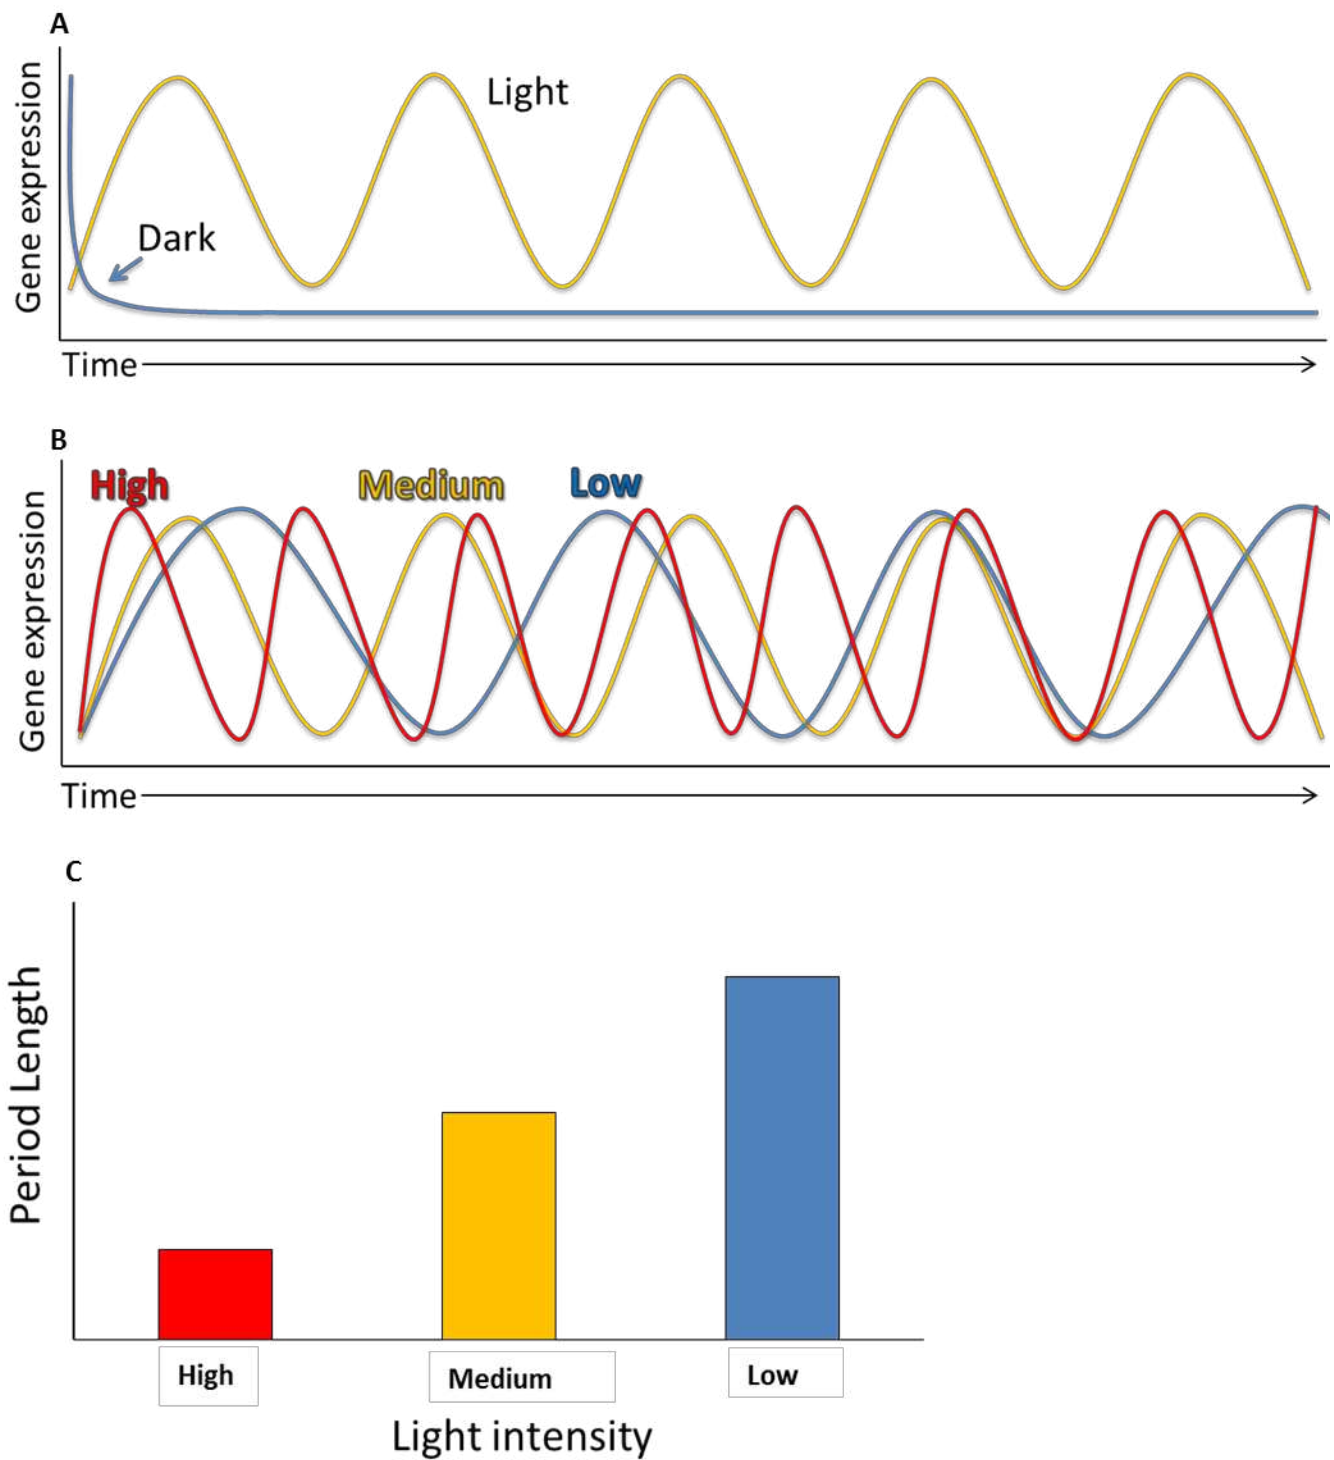 A
Gene expression
Light
Dark
Time
B
Gene expression
High
Medium
Low
Time
C
Period Length
High
Medium
Low
Light intensity